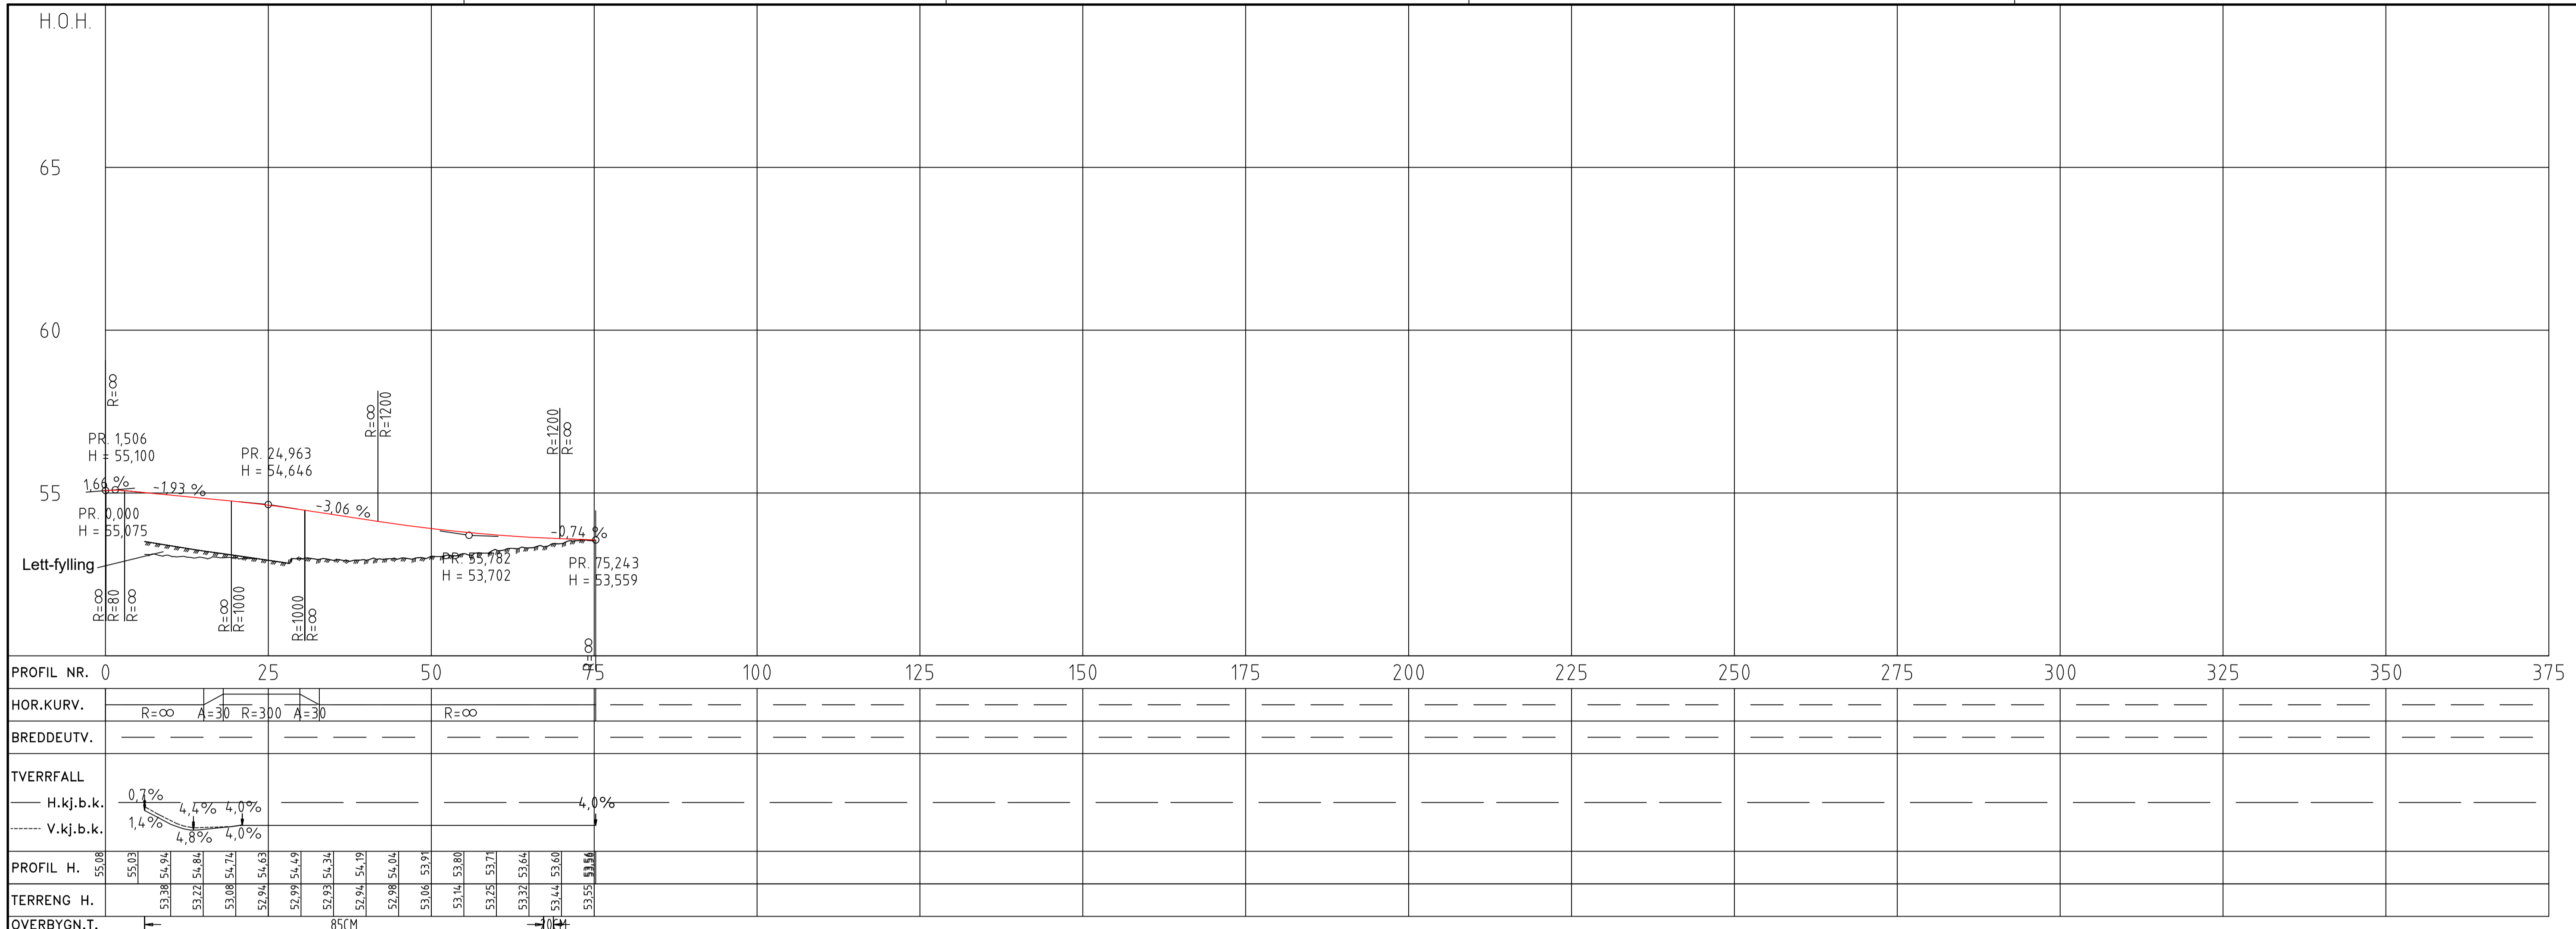 H.O.H.
65
60
55
R=∞
PR. 1,506
H = 55,100
1,66 %
-1,93 %
PR. 0,000
H = 55,075
PR. 24,963
H = 54,646
-3,06 %
R=∞
R=1200
R=1200
R=∞
-0,74 %
PR. 55,782
H = 53,702
PR. 75,243
H = 53,559
Lett-fylling
R=∞
R=80
R=∞
R=∞
R=1000
R=1000
R=∞
R=∞
PROFIL NR. 0 25 50 75 100 125 150 175 200 225 250 275 300 325 350 375
HOR.KURV. R=∞ A=30 R=300 A=30 R=∞
BREDDEUTV.
TVERRFALL
H.kj.b.k. 0,7% 4,4% 4,0% 4,0%
V.kj.b.k. 1,4% 4,8% 4,0%
PROFIL H. 55,08 55,03 54,94 54,84 54,74 54,63 54,49 54,34 54,19 54,04 53,91 53,80 53,71 53,64 53,60
TERRENG H. 53,38 53,22 53,08 52,94 52,99 52,93 52,94 52,98 53,06 53,14 53,25 53,32 53,44 53,55
OVERBYGN.T. 85CM